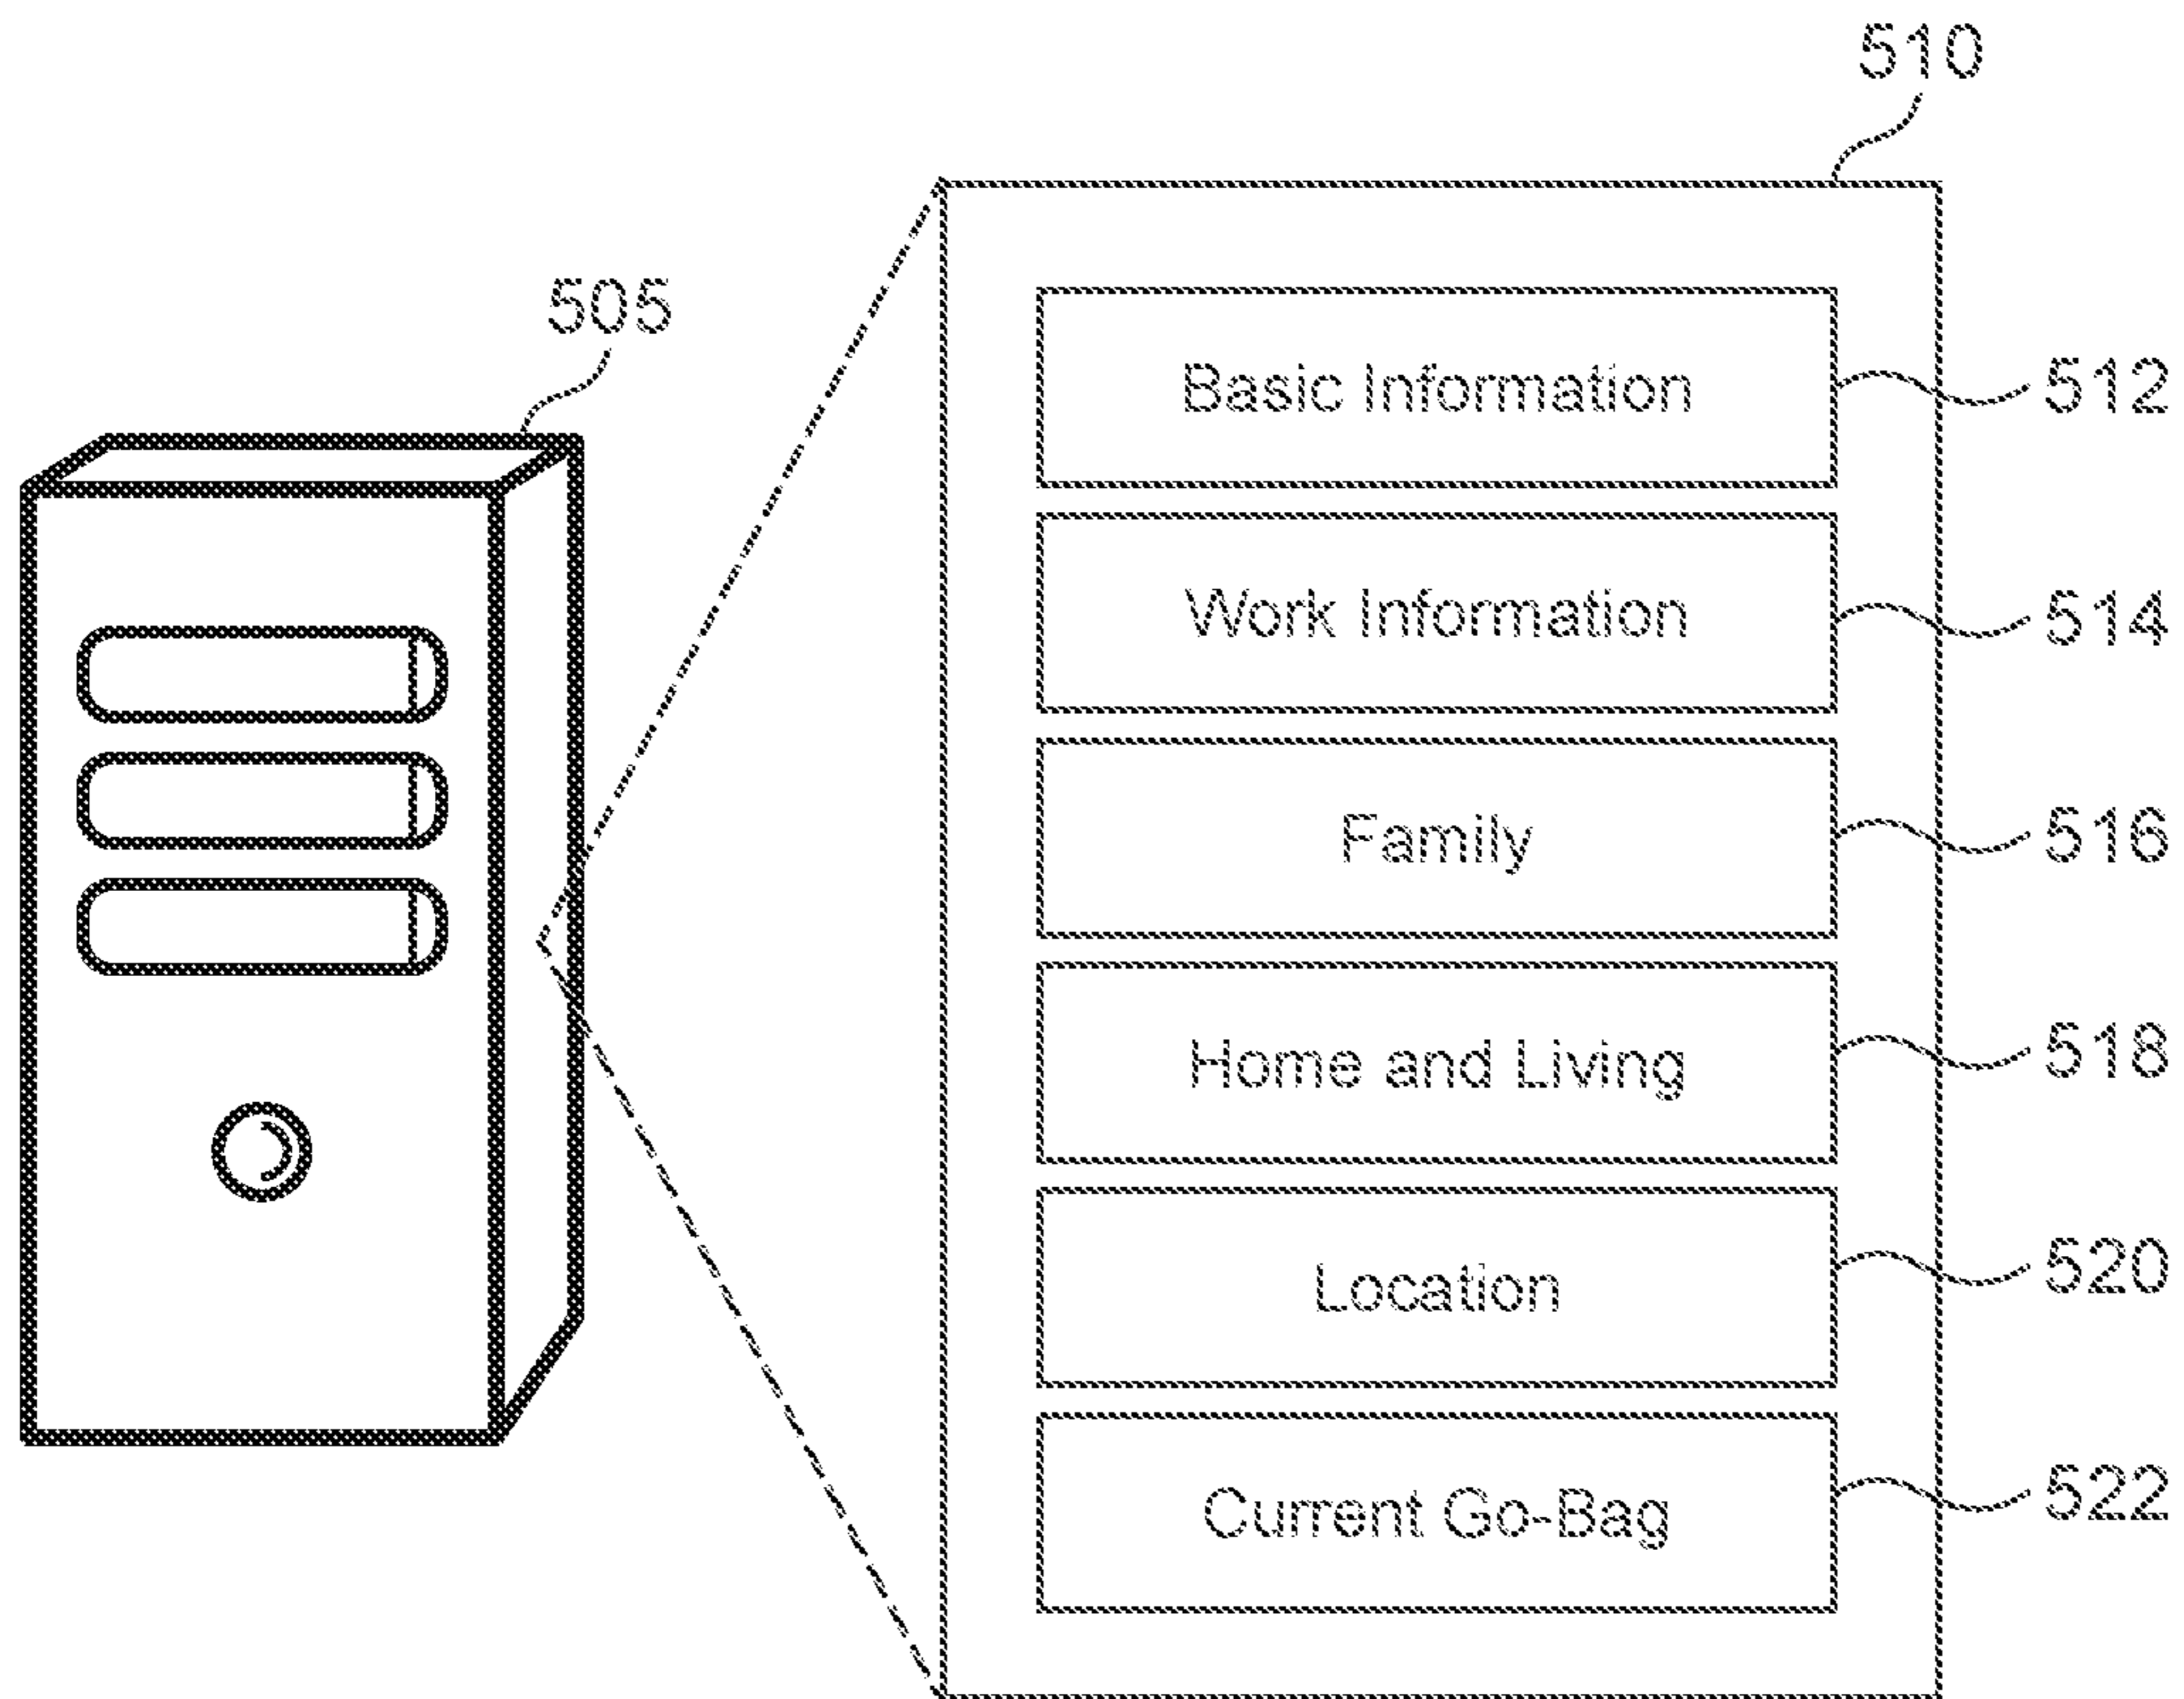 510
505
Basic Information 512
Work Information 514
Family 516
Home and Living 518
Location 520
Current Go-Bag 522